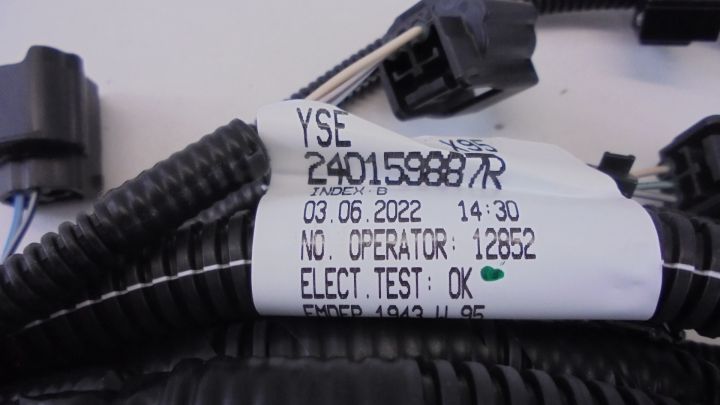 YSE
X95
240159887R
INDEX: B
03.06.2022 14:30
NO. OPERATOR: 12852
ELECT.TEST: OK